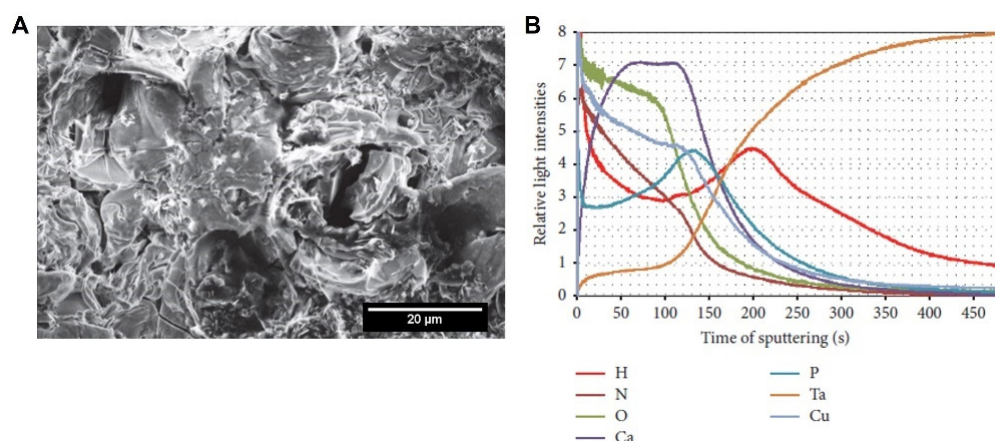 A
20 μm
B
Relative light intensities
8
7
6
5
4
3
2
1
0
0 50 100 150 200 250 300 350 400 450
Time of sputtering (s)
H P
N Ta
O Cu
Ca